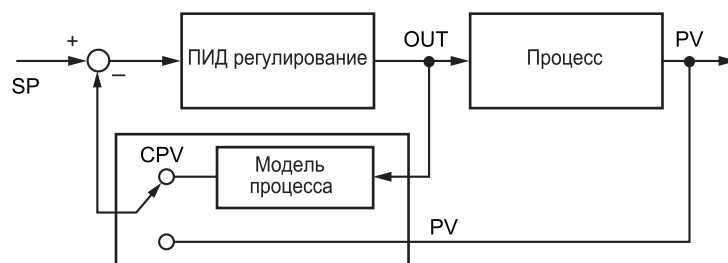 +
SP
–
ПИД регулирование
OUT
Процесс
PV
CPV
Модель
процесса
PV